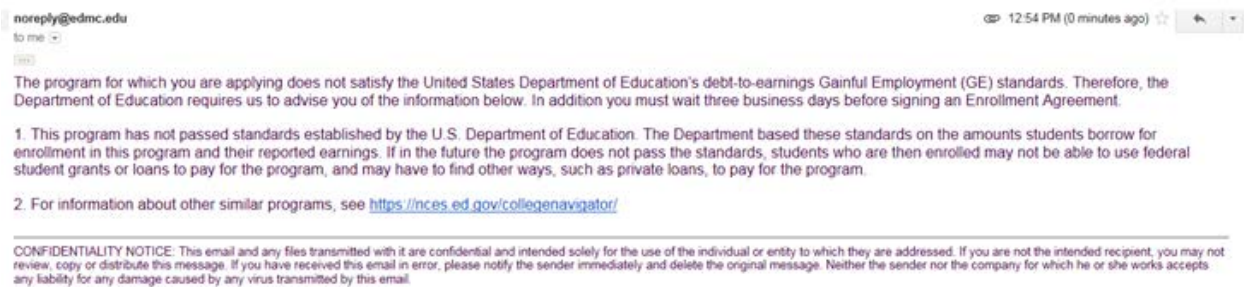 noreply@edmc.edu
12:54 PM (0 minutes ago)
to me
The program for which you are applying does not satisfy the United States Department of Education's debt-to-earnings Gainful Employment (GE) standards. Therefore, the
Department of Education requires us to advise you of the information below. In addition you must wait three business days before signing an Enrollment Agreement.
1. This program has not passed standards established by the U.S. Department of Education. The Department based these standards on the amounts students borrow for
enrollment in this program and their reported earnings. If in the future the program does not pass the standards, students who are then enrolled may not be able to use federal
student grants or loans to pay for the program, and may have to find other ways, such as private loans, to pay for the program.
2. For information about other similar programs, see https://nces.ed.gov/collegenavigator/
CONFIDENTIALITY NOTICE: This email and any files transmitted with it are confidential and intended solely for the use of the individual or entity to which they are addressed. If you are not the intended recipient, you may not
review, copy or distribute this message. If you have received this email in error, please notify the sender immediately and delete the original message. Neither the sender nor the company for which he or she works accepts
any liability for any damage caused by any virus transmitted by this email.